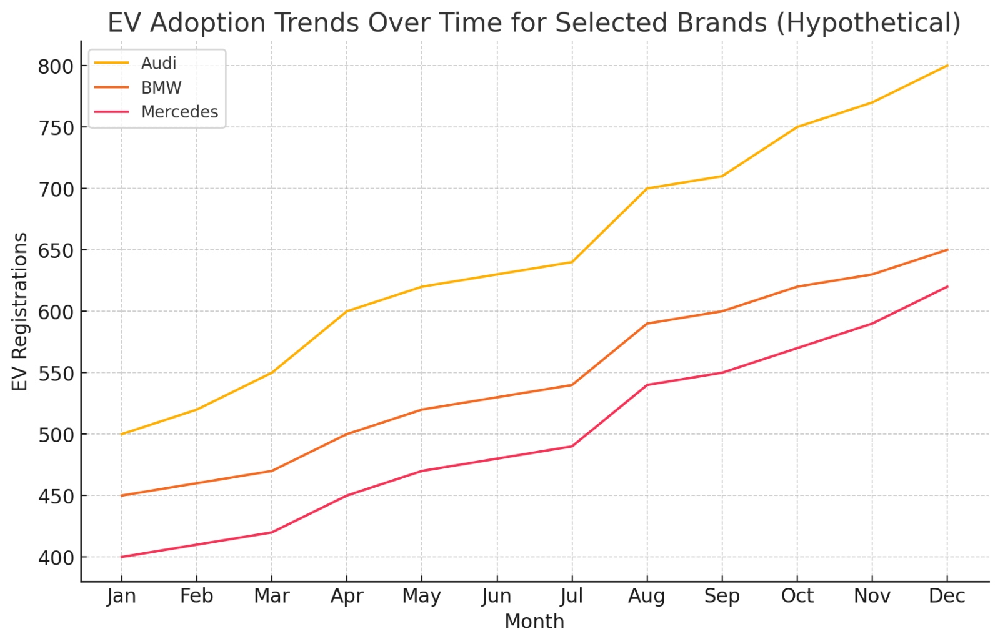 EV Adoption Trends Over Time for Selected Brands (Hypothetical)
Audi
BMW
Mercedes
800
750
700
650
600
550
500
450
400
EV Registrations
Jan Feb Mar Apr May Jun Jul Aug Sep Oct Nov Dec
Month